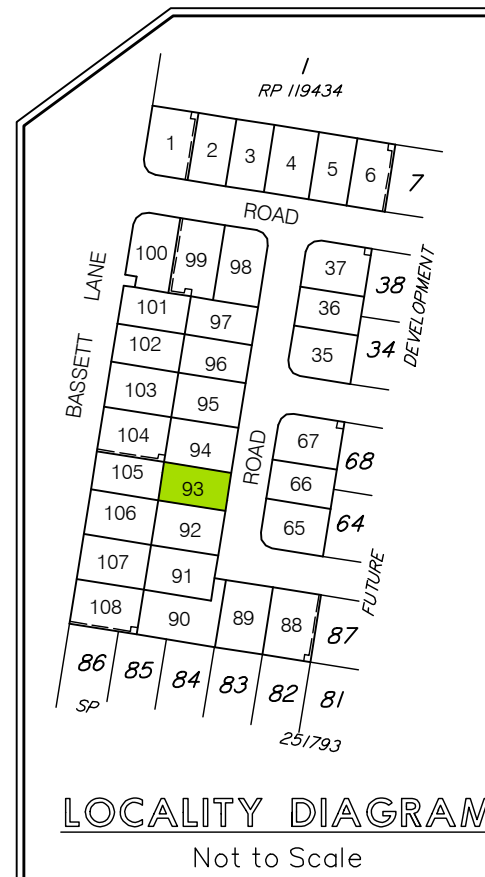 1
RP 119434
1 2 3 4 5 6 7
ROAD
100 99 98
BASSETT LANE
101 97
102 96
103 95
104 94
105 93
106 92
107 91
108 90 89 88 87
ROAD
37 38
36
35 34
DEVELOPMENT
67 68
66
65 64
FUTURE
86 85 84 83 82 81
SP 251793
LOCALITY DIAGRAM
Not to Scale